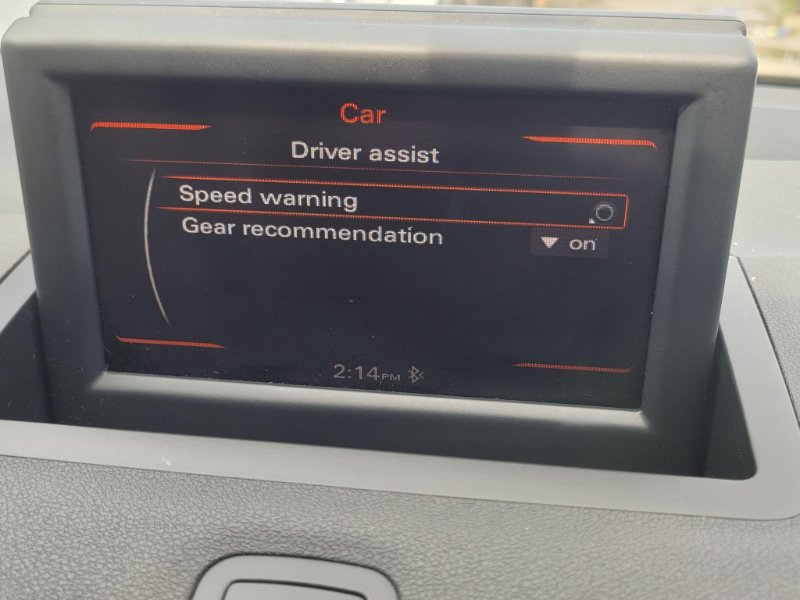 Car
Driver assist
Speed warning
Gear recommendation
on
2:14PM